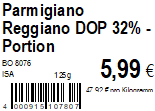 Parmigiano
Reggiano DOP 32% -
Portion
BO 8076
ISA 125g
5,99 €
47.92 € pro Kilogramm
4 000915 107807